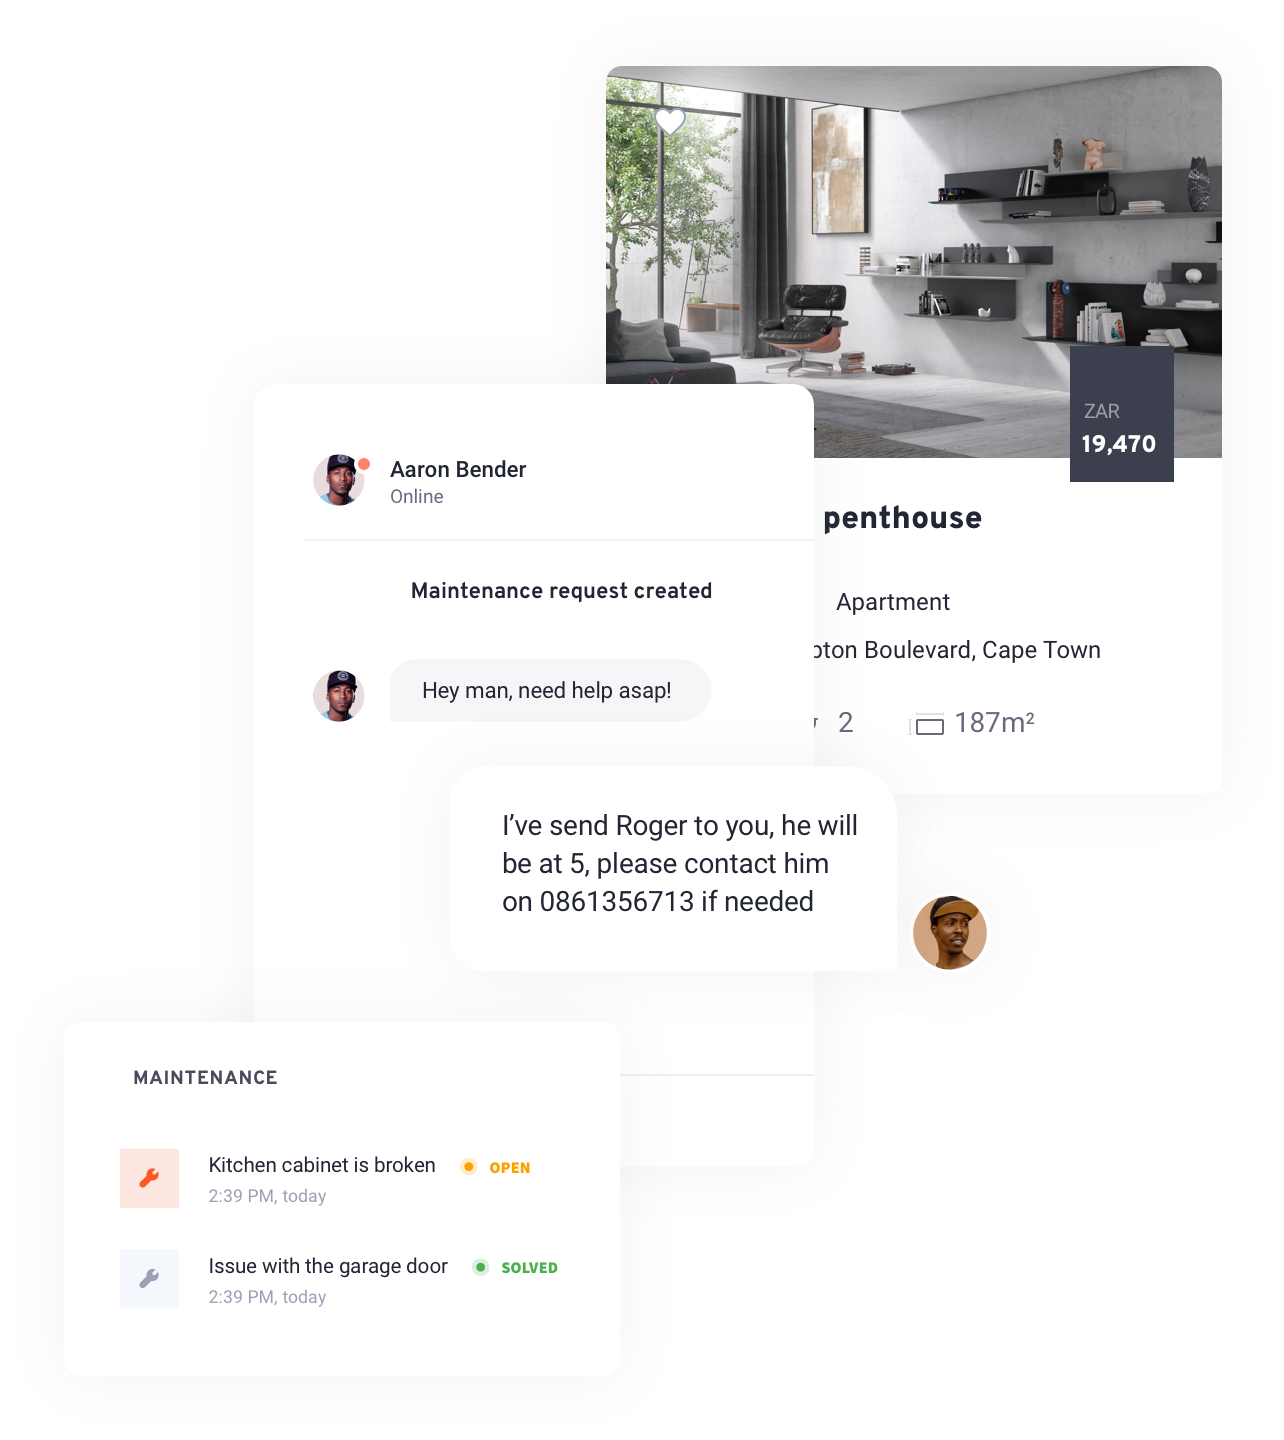 ZAR
19,470
penthouse
Apartment
Boulevard, Cape Town
2
187m²
Aaron Bender
Online
Maintenance request created
Hey man, need help asap!
I’ve send Roger to you, he will
be at 5, please contact him
on 0861356713 if needed
MAINTENANCE
Kitchen cabinet is broken
OPEN
2:39 PM, today
Issue with the garage door
SOLVED
2:39 PM, today